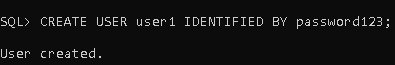 SQL> CREATE USER user1 IDENTIFIED BY password123;
User created.